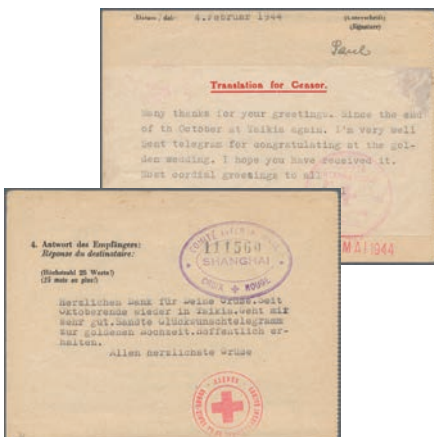 4. Februar 1944
(Unterschrift)
(Signature)
Paul
Translation for Censor.
Many thanks for your greetings. Since the end
of th October at Taikia again. I'm very well
Sent telegram for congratulating at the gol-
den wedding. I hope you have received it.
Most cordial greetings to all
MAI 1944
4. Antwort des Empfängers:
Réponse du destinataire:
(Höchstzahl 25 Worte!)
(25 mots au plus!)
COMITÉ
111560
SHANGHAI
CROIX ROUGE
Herzlichen Dank für Deine Grüsse.Seit
Oktoberende wieder in Taikia.Geht mir
sehr gut.Sandte Glückwunschtelegramm
zur goldenen Hochzeit.Hoffentlich er-
halten.
Allen herzlichste Grüsse